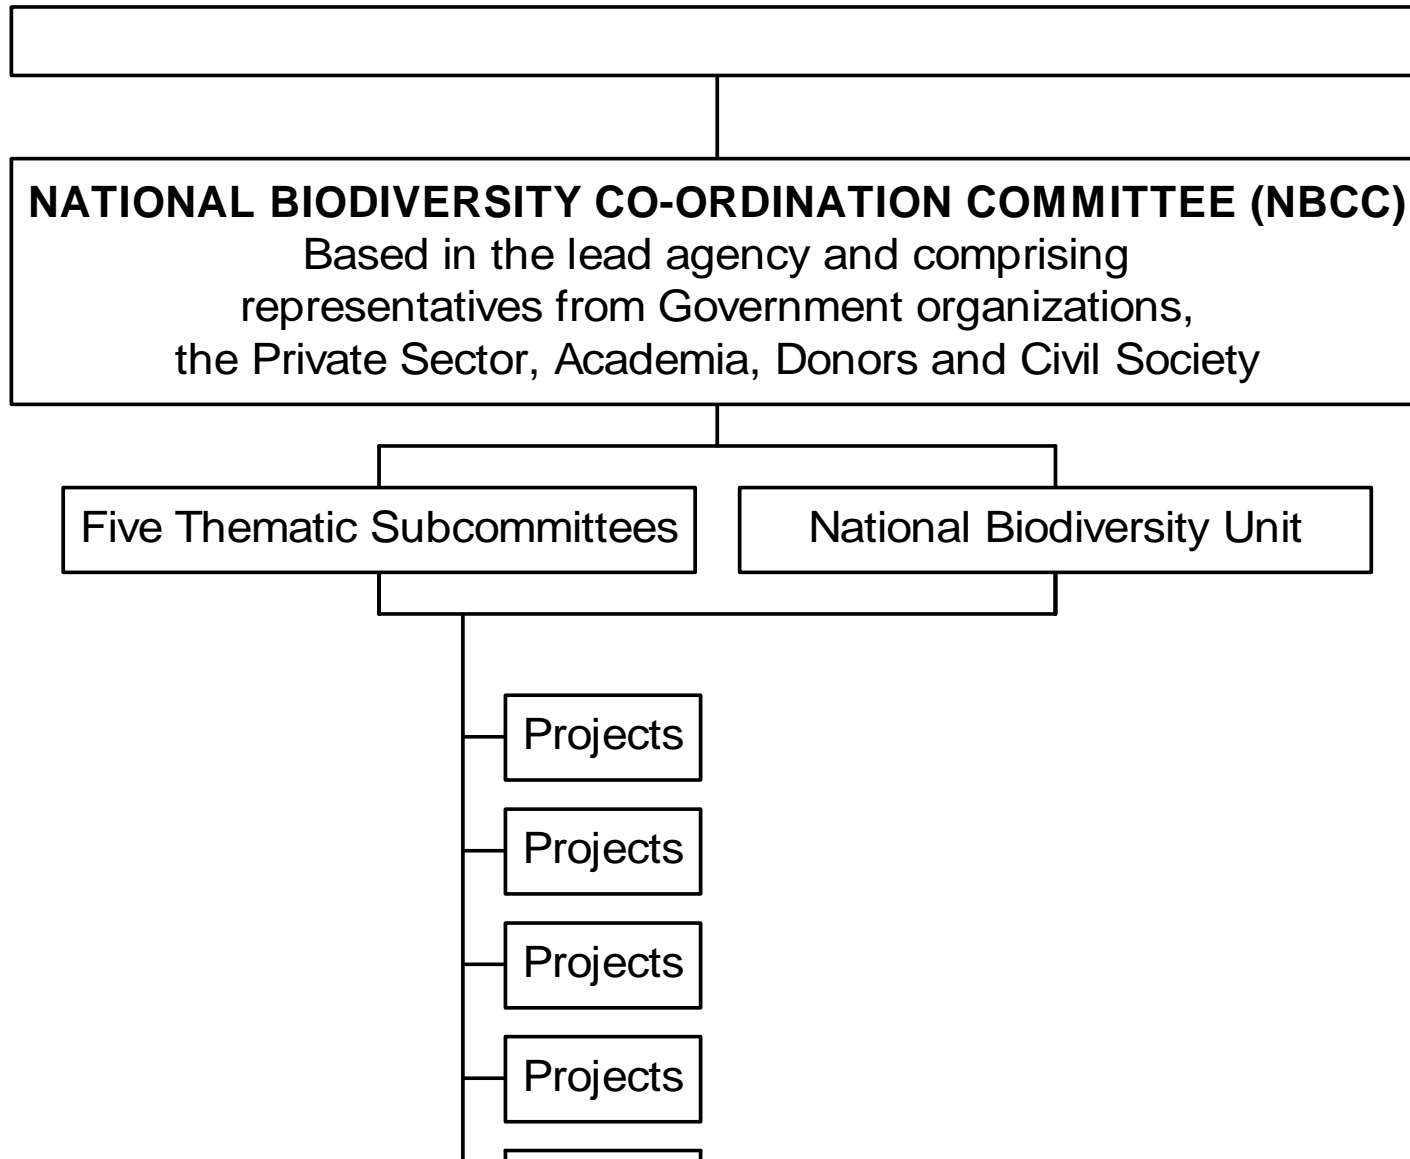 NATIONAL BIODIVERSITY CO-ORDINATION COMMITTEE (NBCC)
Based in the lead agency and comprising
representatives from Government organizations,
the Private Sector, Academia, Donors and Civil Society
Five Thematic Subcommittees
National Biodiversity Unit
Projects
Projects
Projects
Projects